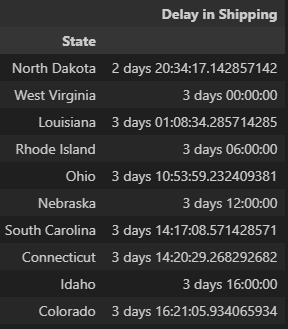 Delay in Shipping
State
North Dakota 2 days 20:34:17.142857142
West Virginia 3 days 00:00:00
Louisiana 3 days 01:08:34.285714285
Rhode Island 3 days 06:00:00
Ohio 3 days 10:53:59.232409381
Nebraska 3 days 12:00:00
South Carolina 3 days 14:17:08.571428571
Connecticut 3 days 14:20:29.268292682
Idaho 3 days 16:00:00
Colorado 3 days 16:21:05.934065934